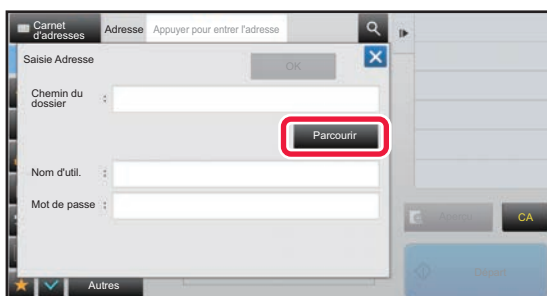 Carnet d'adresses
Adresse
Appuyer pour entrer l'adresse
Saisie Adresse
OK
Chemin du dossier :
Parcourir
Nom d'util. :
Mot de passe :
CA
Départ
Autres